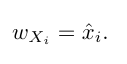 $w_{X_i} = \hat{x}_i.$